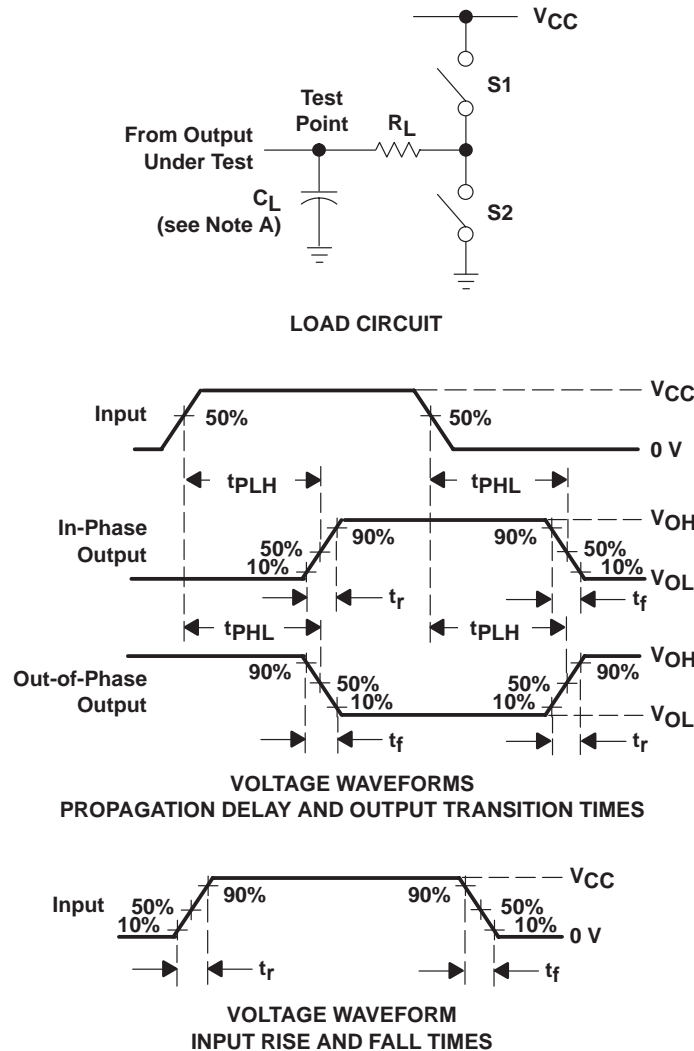 VCC
S1
Test
Point
RL
From Output
Under Test
CL
(see Note A)
S2
LOAD CIRCUIT
VCC
Input
50%
50%
0 V
tPLH
tPHL
VOH
In-Phase
Output
50%
10%
90%
90%
50%
10%
VOL
tr
tf
tPHL
tPLH
VOH
Out-of-Phase
Output
90%
50%
10%
50%
10%
90%
VOL
tf
tr
VOLTAGE WAVEFORMS
PROPAGATION DELAY AND OUTPUT TRANSITION TIMES
VCC
Input
50%
10%
90%
90%
50%
10%
0 V
tr
tf
VOLTAGE WAVEFORM
INPUT RISE AND FALL TIMES